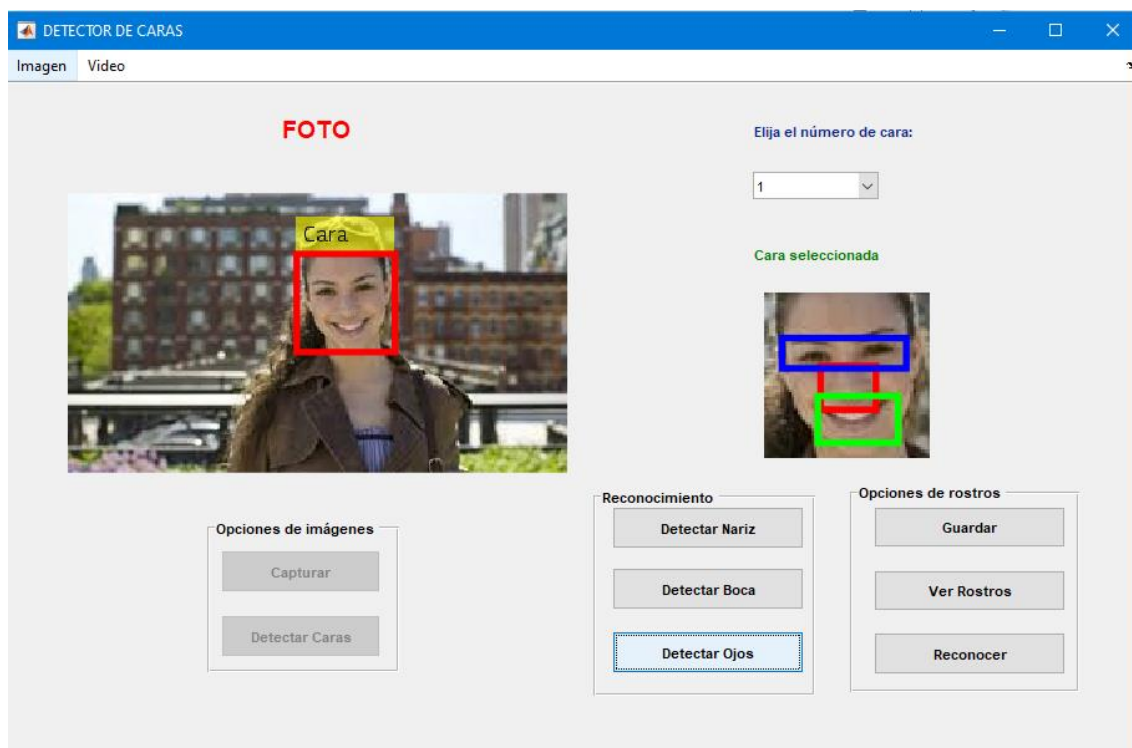 DETECTOR DE CARAS
Imagen Video
FOTO
Cara
Elija el número de cara:
1
Cara seleccionada
Opciones de imágenes
Capturar
Detectar Caras
Reconocimiento
Detectar Nariz
Detectar Boca
Detectar Ojos
Opciones de rostros
Guardar
Ver Rostros
Reconocer